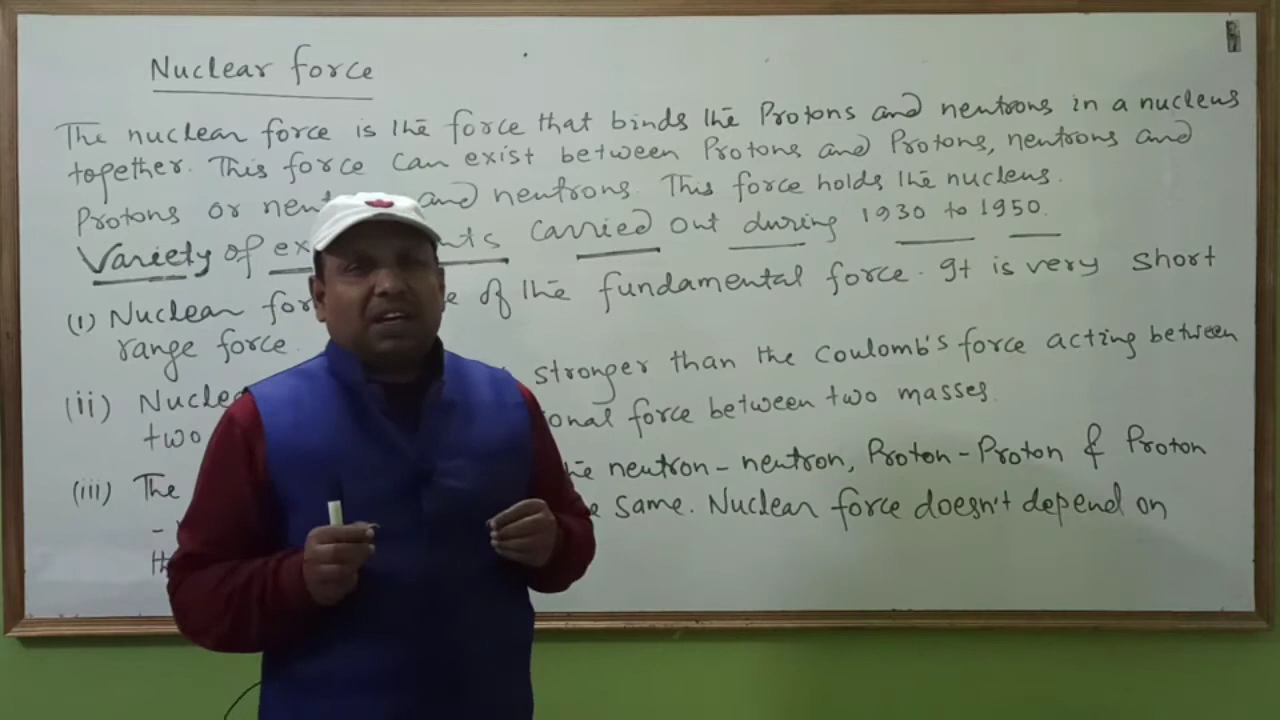 Nuclear force
The nuclear force is the force that binds the Protons and neutrons in a nucleus
together. This force can exist between Protons and Protons, neutrons and
Protons or and neutrons. This force holds the nucleus.
Variety of carried out during 1930 to 1950.
(i) Nuclear of the fundamental force. It is very short
range force.
(ii) stronger than the Coulomb's force acting between
two force between two masses.
(iii) The neutron-neutron, Proton-Proton & Proton
same. Nuclear force doesn't depend on